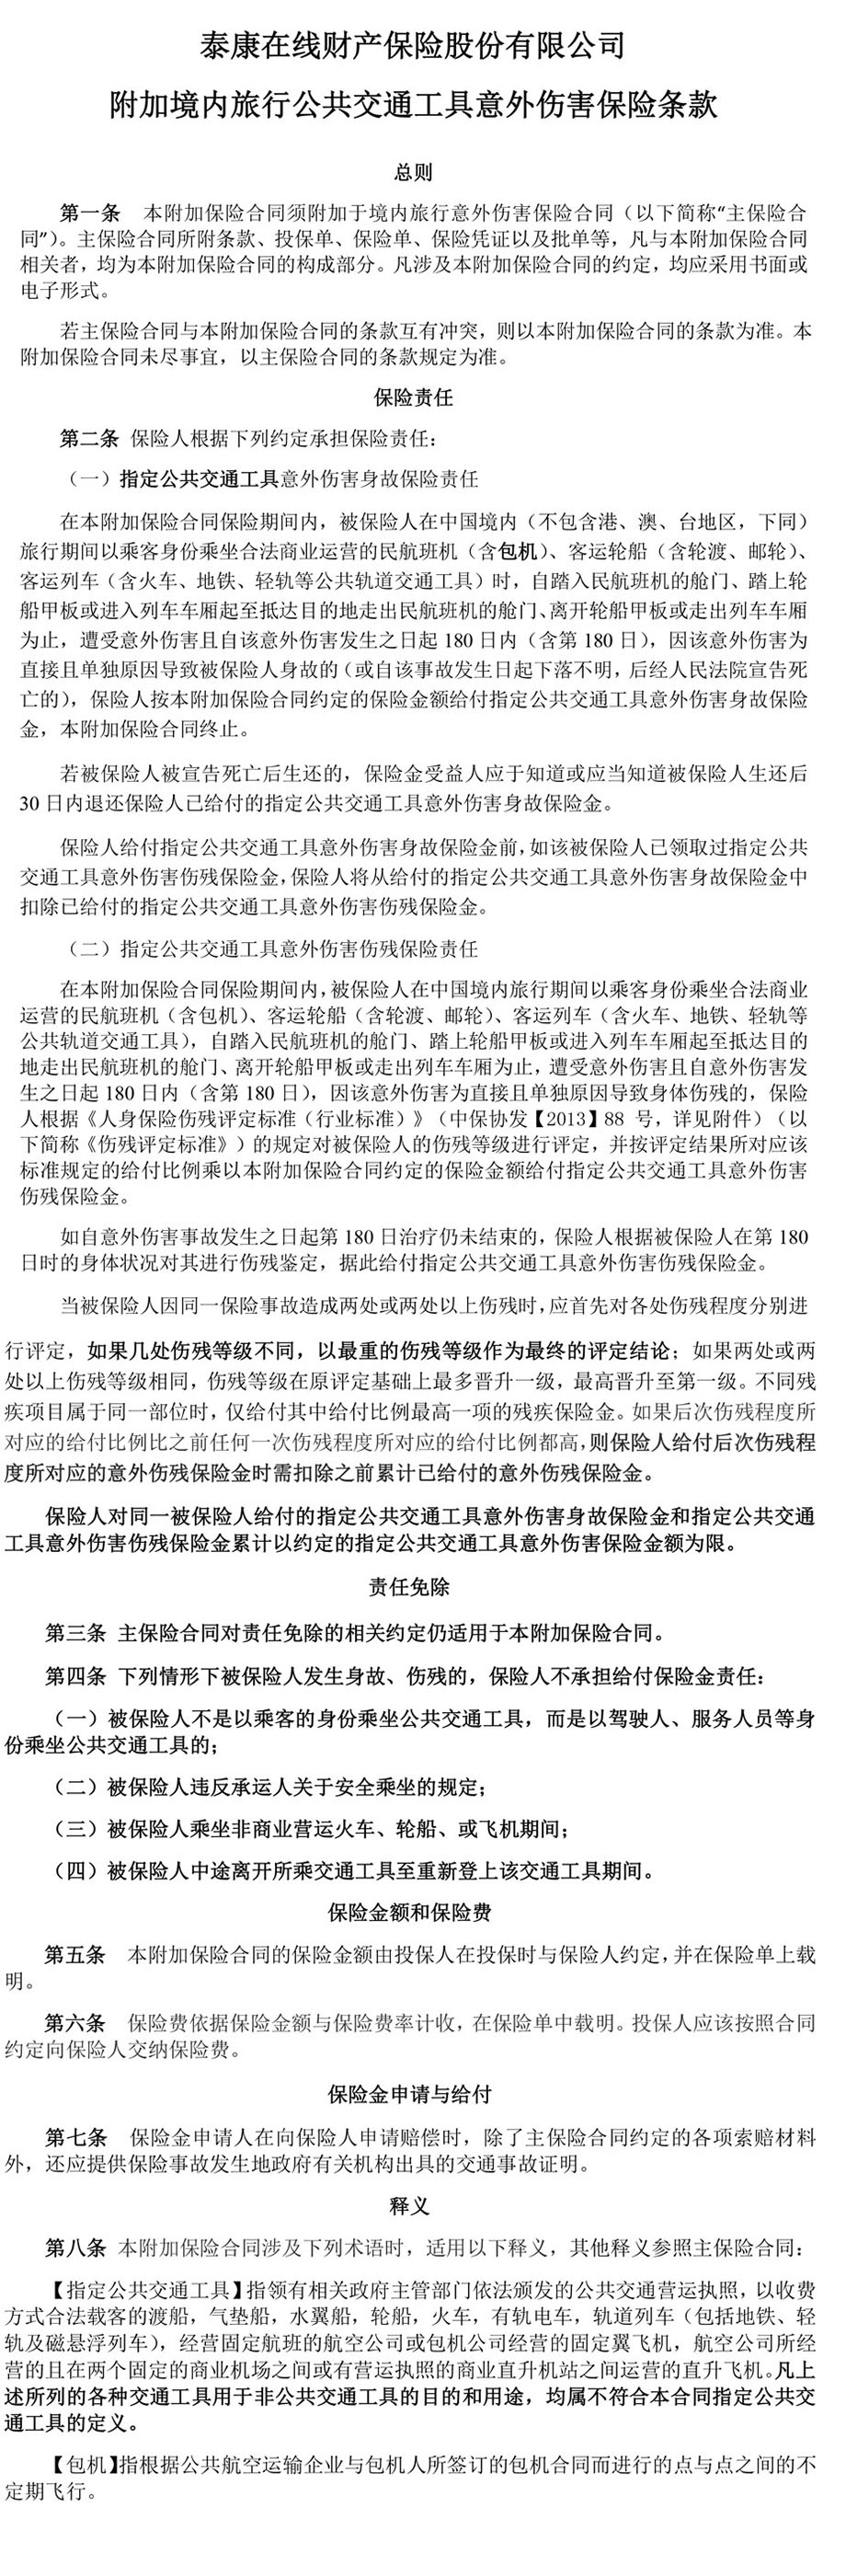 泰康在线财产保险股份有限公司
附加境内旅行公共交通工具意外伤害保险条款
总则
第一条 本附加保险合同须附加于境内旅行意外伤害保险合同（以下简称“主保险合
同”）。主保险合同所附条款、投保单、保险单、保险凭证以及批单等，凡与本附加保险合同
相关者，均为本附加保险合同的构成部分。凡涉及本附加保险合同的约定，均应采用书面或
电子形式。
若主保险合同与本附加保险合同的条款互有冲突，则以本附加保险合同的条款为准。本
附加保险合同未尽事宜，以主保险合同的条款规定为准。
保险责任
第二条 保险人根据下列约定承担保险责任：
（一）指定公共交通工具意外伤害身故保险责任
在本附加保险合同保险期间内，被保险人在中国境内（不包含港、澳、台地区，下同）
旅行期间以乘客身份乘坐合法商业运营的民航班机（含包机）、客运轮船（含轮渡、邮轮）、
客运列车（含火车、地铁、轻轨等公共轨道交通工具）时，自踏入民航班机的舱门、踏上轮
船甲板或进入列车车厢起至抵达目的地走出民航班机的舱门、离开轮船甲板或走出列车车厢
为止，遭受意外伤害且自该意外伤害发生之日起 180 日内（含第 180 日），因该意外伤害为
直接且单独原因导致被保险人身故的（或自该事故发生日起下落不明，后经人民法院宣告死
亡的），保险人按本附加保险合同约定的保险金额给付指定公共交通工具意外伤害身故保险
金，本附加保险合同终止。
若被保险人被宣告死亡后生还的，保险金受益人应于知道或应当知道被保险人生还后
30 日内退还保险人已给付的指定公共交通工具意外伤害身故保险金。
保险人给付指定公共交通工具意外伤害身故保险金前，如该被保险人已领取过指定公共
交通工具意外伤害伤残保险金，保险人将从给付的指定公共交通工具意外伤害身故保险金中
扣除已给付的指定公共交通工具意外伤害伤残保险金。
（二）指定公共交通工具意外伤害伤残保险责任
在本附加保险合同保险期间内，被保险人在中国境内旅行期间以乘客身份乘坐合法商业
运营的民航班机（含包机）、客运轮船（含轮渡、邮轮）、客运列车（含火车、地铁、轻轨等
公共轨道交通工具），自踏入民航班机的舱门、踏上轮船甲板或进入列车车厢起至抵达目的
地走出民航班机的舱门、离开轮船甲板或走出列车车厢为止，遭受意外伤害且自意外伤害发
生之日起 180 日内（含第 180 日），因该意外伤害为直接且单独原因导致身体伤残的，保险
人根据《人身保险伤残评定标准（行业标准）》（中保协发【2013】88 号，详见附件）（以
下简称《伤残评定标准》）的规定对被保险人的伤残等级进行评定，并按评定结果所对应该
标准规定的给付比例乘以本附加保险合同约定的保险金额给付指定公共交通工具意外伤害
伤残保险金。
如自意外伤害事故发生之日起第 180 日治疗仍未结束的，保险人根据被保险人在第 180
日时的身体状况对其进行伤残鉴定，据此给付指定公共交通工具意外伤害伤残保险金。
当被保险人因同一保险事故造成两处或两处以上伤残时，应首先对各处伤残程度分别进
行评定，如果几处伤残等级不同，以最重的伤残等级作为最终的评定结论；如果两处或两
处以上伤残等级相同，伤残等级在原评定基础上最多晋升一级，最高晋升至第一级。不同残
疾项目属于同一部位时，仅给付其中给付比例最高一项的残疾保险金。如果后次伤残程度所
对应的给付比例比之前任何一次伤残程度所对应的给付比例都高，则保险人给付后次伤残程
度所对应的意外伤残保险金时需扣除之前累计已给付的意外伤残保险金。
保险人对同一被保险人给付的指定公共交通工具意外伤害身故保险金和指定公共交通
工具意外伤害伤残保险金累计以约定的指定公共交通工具意外伤害保险金额为限。
责任免除
第三条 主保险合同对责任免除的相关约定仍适用于本附加保险合同。
第四条 下列情形下被保险人发生身故、伤残的，保险人不承担给付保险金责任：
（一）被保险人不是以乘客的身份乘坐公共交通工具，而是以驾驶人、服务人员等身
份乘坐公共交通工具的；
（二）被保险人违反承运人关于安全乘坐的规定；
（三）被保险人乘坐非商业营运火车、轮船、或飞机期间；
（四）被保险人中途离开所乘交通工具至重新登上该交通工具期间。
保险金额和保险费
第五条 本附加保险合同的保险金额由投保人在投保时与保险人约定，并在保险单上载
明。
第六条 保险费依据保险金额与保险费率计收，在保险单中载明。投保人应该按照合同
约定向保险人交纳保险费。
保险金申请与给付
第七条 保险金申请人在向保险人申请赔偿时，除了主保险合同约定的各项索赔材料
外，还应提供保险事故发生地政府有关机构出具的交通事故证明。
释义
第八条 本附加保险合同涉及下列术语时，适用以下释义，其他释义参照主保险合同：
【指定公共交通工具】指领有相关政府主管部门依法颁发的公共交通营运执照，以收费
方式合法载客的渡船，气垫船，水翼船，轮船，火车，有轨电车，轨道列车（包括地铁、轻
轨及磁悬浮列车），经营固定航班的航空公司或包机公司经营的固定翼飞机，航空公司所经
营的且在两个固定的商业机场之间或有营运执照的商业直升机站之间运营的直升飞机。凡上
述所列的各种交通工具用于非公共交通工具的目的和用途，均属不符合本合同指定公共交
通工具的定义。
【包机】指根据公共航空运输企业与包机人所签订的包机合同而进行的点与点之间的不
定期飞行。